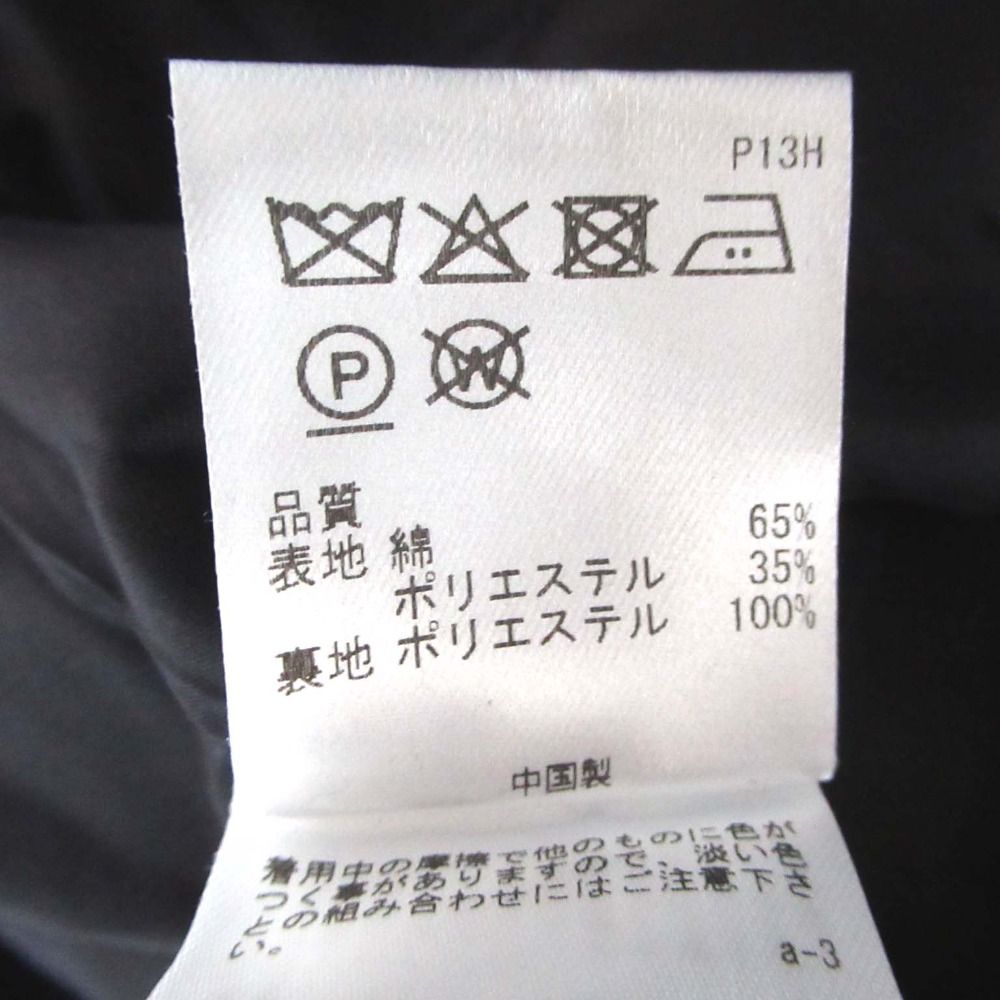 P13H
P W
品質
表地 綿 65%
ポリエステル 35%
裏地 ポリエステル 100%
中国製
着用中の摩擦で他のものに色が
つく事がありますので、淡い色
との組み合わせにはご注意下さ
い。
a-3